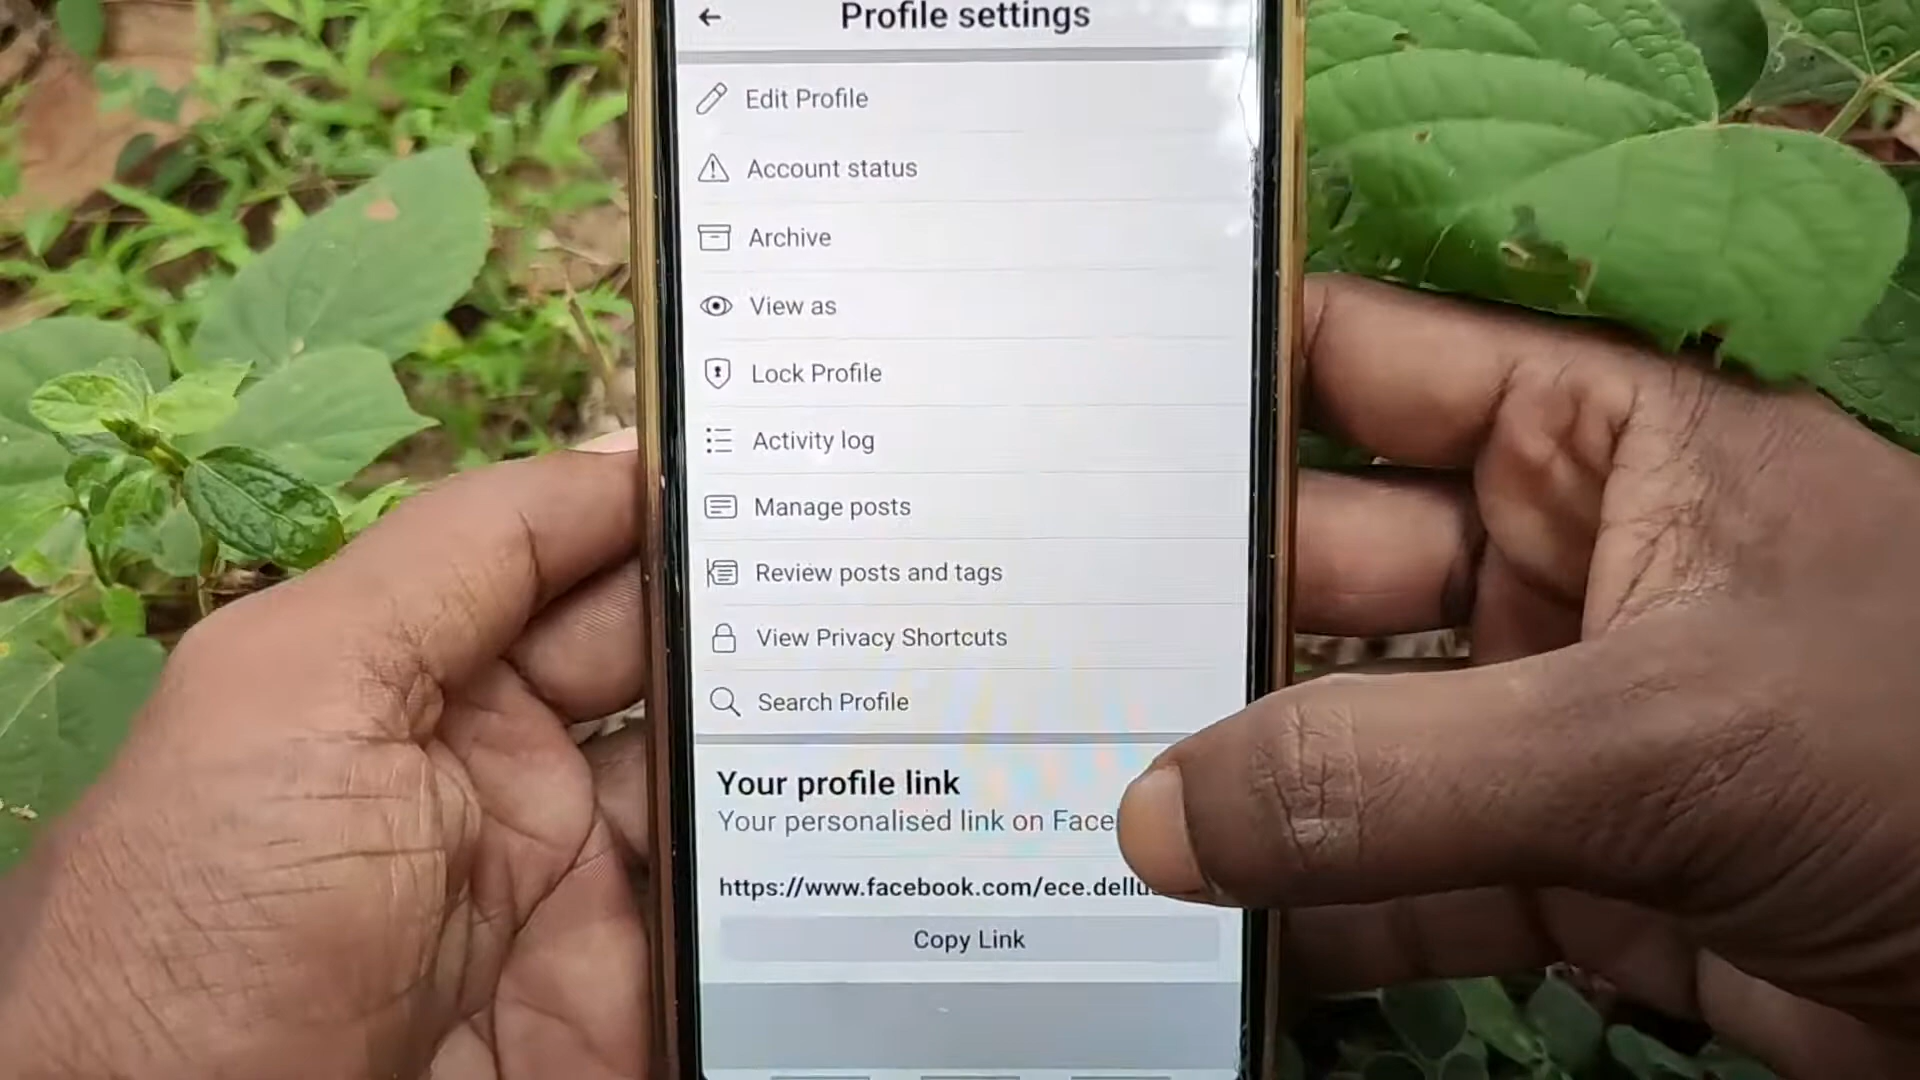 Profile settings
Edit Profile
Account status
Archive
View as
Lock Profile
Activity log
Manage posts
Review posts and tags
View Privacy Shortcuts
Search Profile
Your profile link
Your personalised link on
https://www.facebook.com/ece.dellu
Copy Link